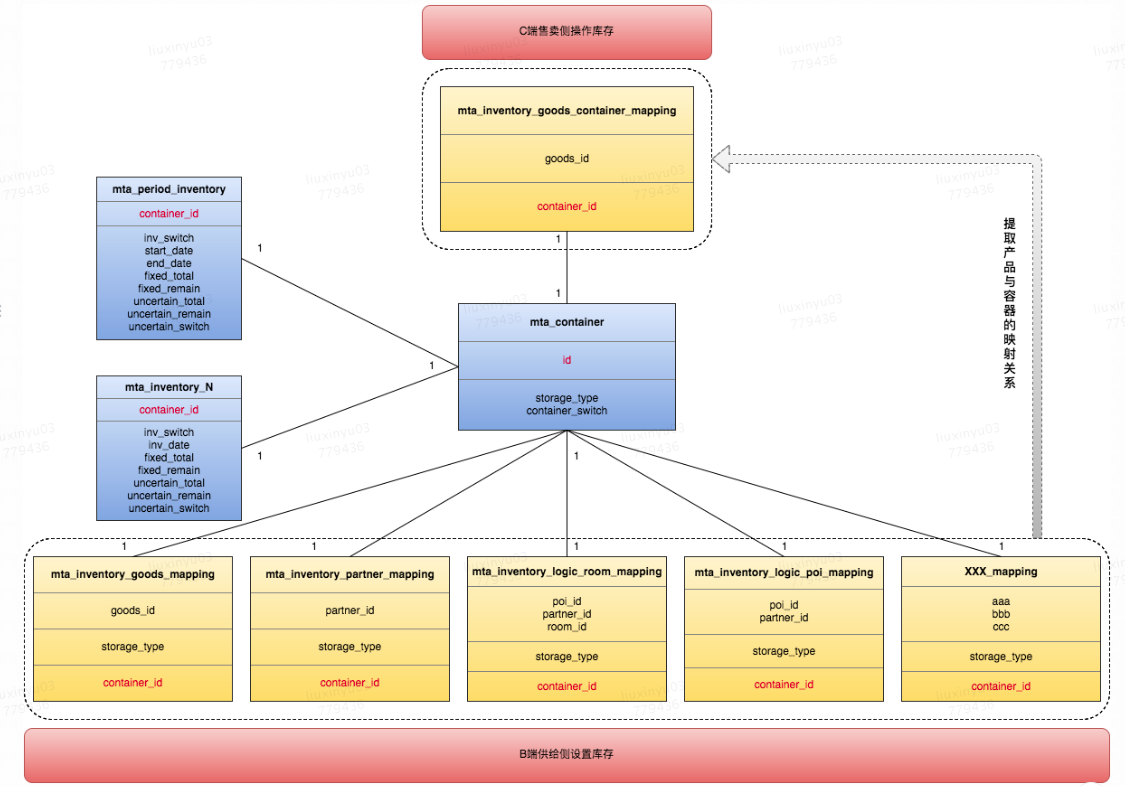 C端售卖侧操作库存
mta_inventory_goods_container_mapping
goods_id
container_id
1
1
提取产品与容器的映射关系
mta_period_inventory
container_id
inv_switch
start_date
end_date
fixed_total
fixed_remain
uncertain_total
uncertain_remain
uncertain_switch
1
mta_container
id
storage_type
container_switch
1
1
mta_inventory_N
container_id
inv_switch
inv_date
fixed_total
fixed_remain
uncertain_total
uncertain_remain
uncertain_switch
1
1
1
1
1
1
mta_inventory_goods_mapping
goods_id
storage_type
container_id
mta_inventory_partner_mapping
partner_id
storage_type
container_id
mta_inventory_logic_room_mapping
poi_id
partner_id
room_id
storage_type
container_id
mta_inventory_logic_poi_mapping
poi_id
partner_id
storage_type
container_id
XXX_mapping
aaa
bbb
ccc
storage_type
container_id
B端供给侧设置库存
liuxinyu03
779436